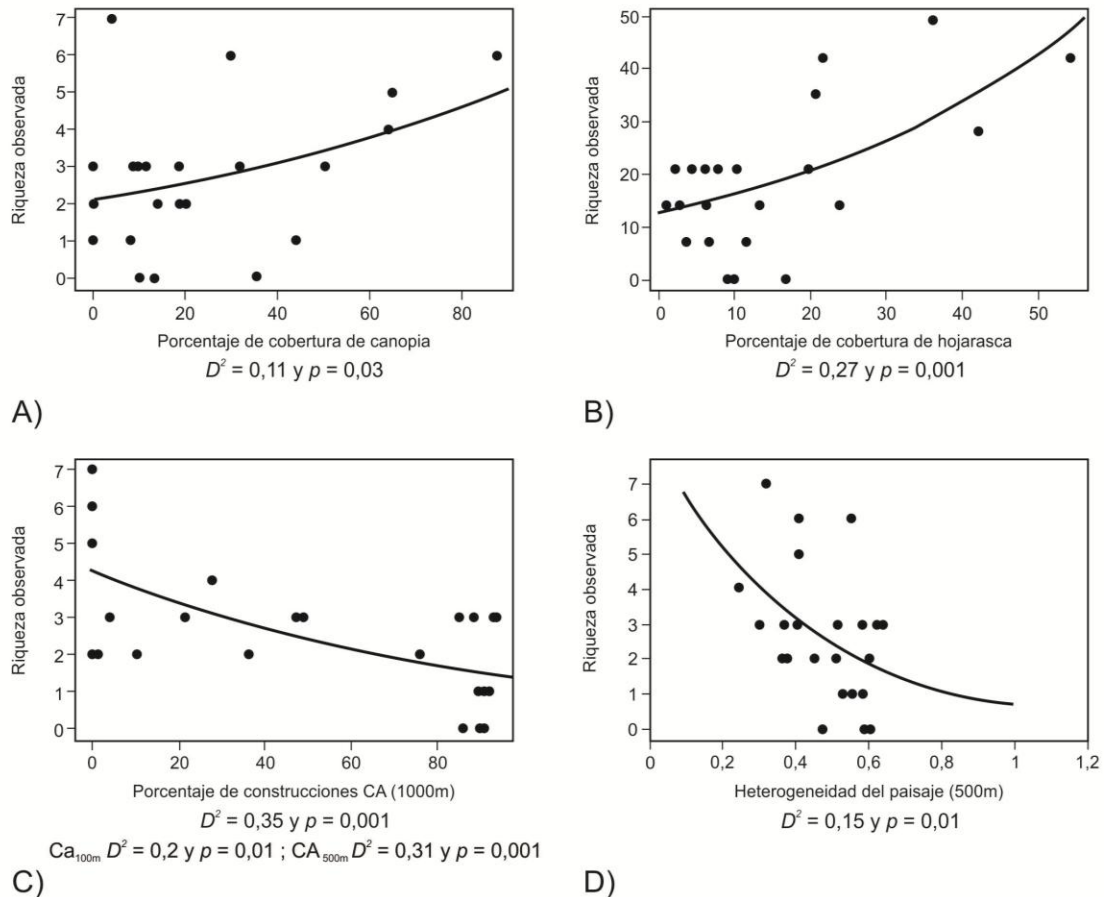 7
6
5
4
3
2
1
0
Riqueza observada
0 20 40 60 80
Porcentaje de cobertura de canopia
D² = 0,11 y p = 0,03
A)
50
40
30
20
10
0
Riqueza observada
0 10 20 30 40 50
Porcentaje de cobertura de hojarasca
D² = 0,27 y p = 0,001
B)
7
6
5
4
3
2
1
0
Riqueza observada
0 20 40 60 80
Porcentaje de construcciones CA (1000m)
D² = 0,35 y p = 0,001
Ca100m D² = 0,2 y p = 0,01 ; CA 500m D² = 0,31 y p = 0,001
C)
7
6
5
4
3
2
1
0
Riqueza observada
0 0,2 0,4 0,6 0,8 1 1,2
Heterogeneidad del paisaje (500m)
D² = 0,15 y p = 0,01
D)